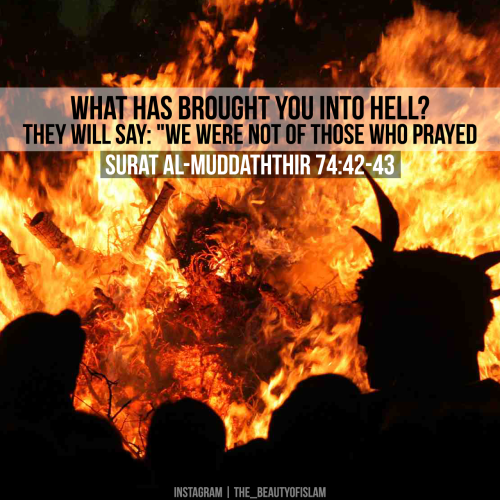 WHAT HAS BROUGHT YOU INTO HELL?
THEY WILL SAY: "WE WERE NOT OF THOSE WHO PRAYED
SURAT AL-MUDDATHTHIR 74:42-43
INSTAGRAM | THE_BEAUTYOFISLAM